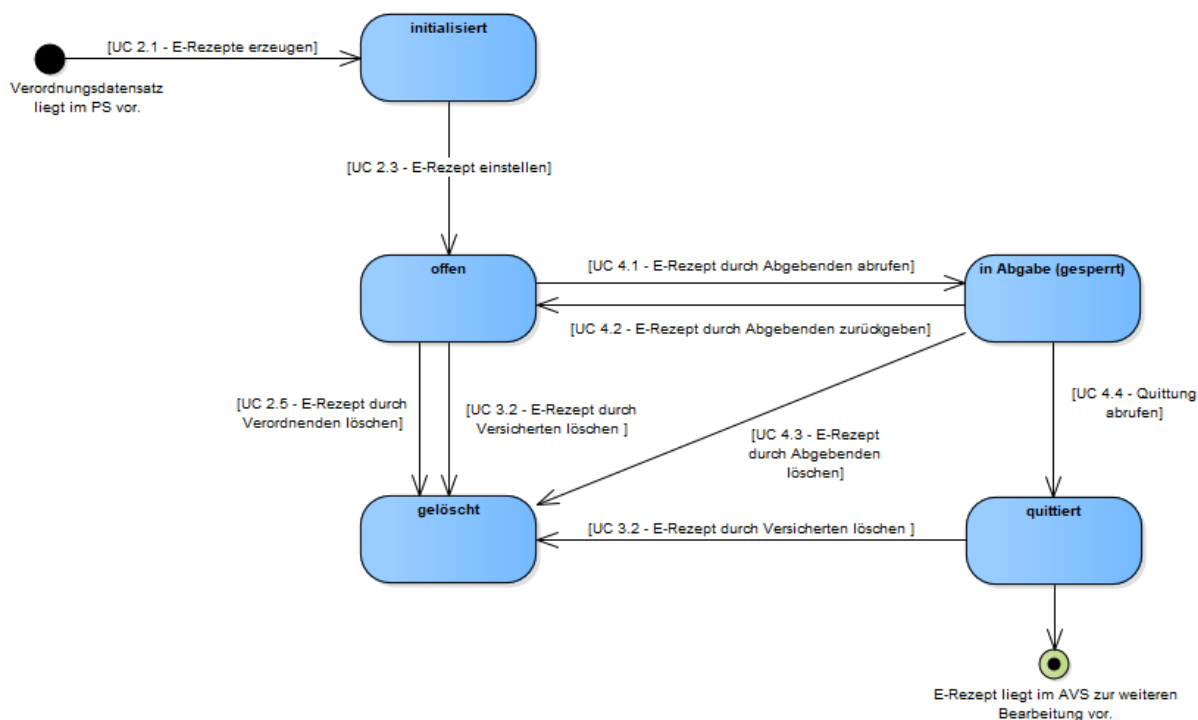 initialisiert
[UC 2.1 - E-Rezepte erzeugen]
Verordnungsdatensatz
liegt im PS vor.
[UC 2.3 - E-Rezept einstellen]
offen
[UC 4.1 - E-Rezept durch Abgebenden abrufen]
in Abgabe (gesperrt)
[UC 4.2 - E-Rezept durch Abgebenden zurückgeben]
[UC 2.5 - E-Rezept durch
Verordnenden löschen]
[UC 3.2 - E-Rezept durch
Versicherten löschen ]
[UC 4.3 - E-Rezept
durch Abgebenden
löschen]
[UC 4.4 - Quittung
abrufen]
gelöscht
[UC 3.2 - E-Rezept durch Versicherten löschen ]
quittiert
E-Rezept liegt im AVS zur weiteren
Bearbeitung vor.